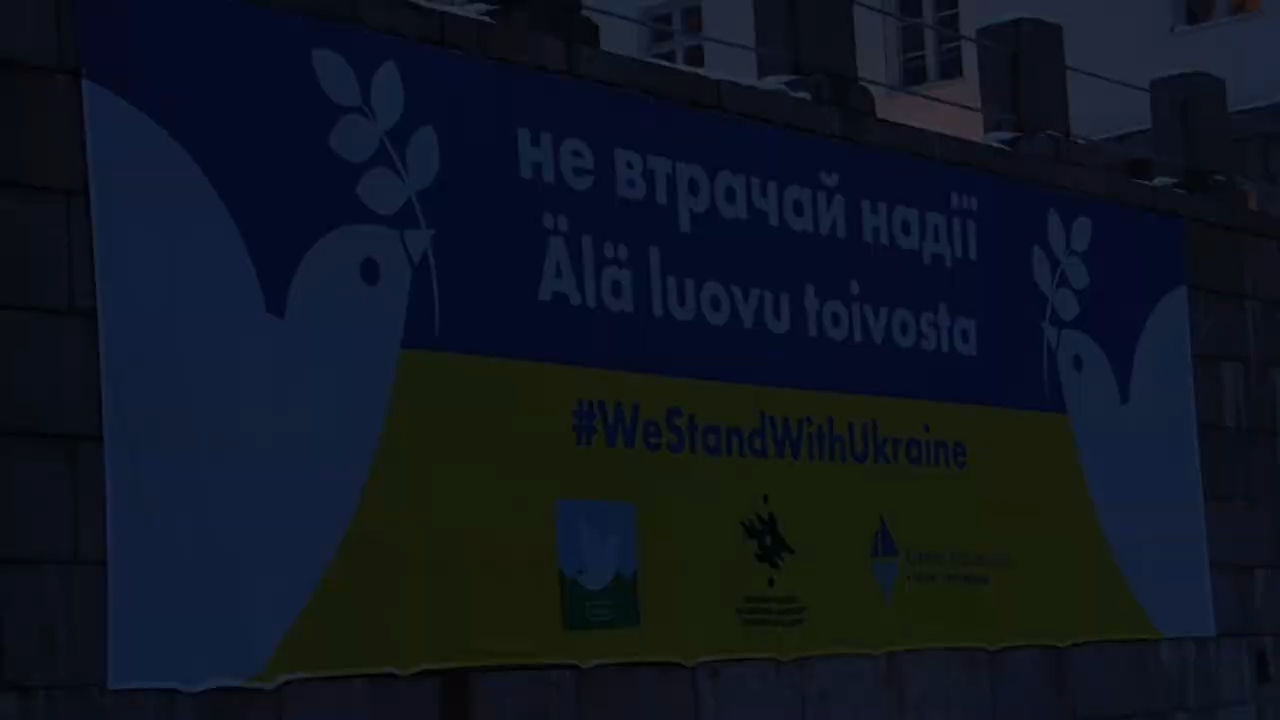 не втрачай надії
Älä luovu toivosta
#WeStandWithUkraine